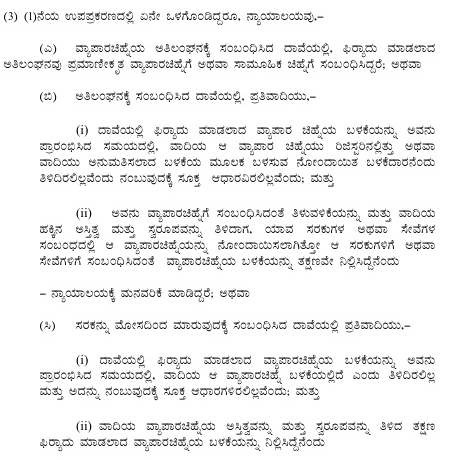 (3) (1)ನೆಯ ಉಪಪ್ರಕರಣದಲ್ಲಿ ಏನೇ ಒಳಗೊಂಡಿದ್ದರೂ, ನ್ಯಾಯಾಲಯವು,–
(ಎ) ವ್ಯಾಪಾರಚಿಹ್ನೆಯ ಅತಿಲಂಘನಕ್ಕೆ ಸಂಬಂಧಿಸಿದ ದಾವೆಯಲ್ಲಿ, ಫಿರ‍್ಯಾದು ಮಾಡಲಾದ
ಅತಿಲಂಘನವು ಪ್ರಮಾಣೀಕೃತ ವ್ಯಾಪಾರಚಿಹ್ನೆಗೆ ಅಥವಾ ಸಾಮೂಹಿಕ ಚಿಹ್ನೆಗೆ ಸಂಬಂಧಿಸಿದ್ದರೆ; ಅಥವಾ
(ಬಿ) ಅತಿಲಂಘನಕ್ಕೆ ಸಂಬಂಧಿಸಿದ ದಾವೆಯಲ್ಲಿ, ಪ್ರತಿವಾದಿಯು,–
(i) ದಾವೆಯಲ್ಲಿ ಫಿರ‍್ಯಾದು ಮಾಡಲಾದ ವ್ಯಾಪಾರ ಚಿಹ್ನೆಯ ಬಳಕೆಯನ್ನು ಅವನು
ಪ್ರಾರಂಭಿಸಿದ ಸಮಯದಲ್ಲಿ, ವಾದಿಯ ಆ ವ್ಯಾಪಾರ ಚಿಹ್ನೆಯು ರಿಜಿಸ್ಟರಿನಲ್ಲಿತ್ತು ಅಥವಾ
ವಾದಿಯು ಅನುಮತಿಸಲಾದ ಬಳಕೆಯ ಮೂಲಕ ಬಳಸುವ ನೋಂದಾಯಿತ ಬಳಕೆದಾರನೆಂದು
ತಿಳಿದಿರಲಿಲ್ಲವೆಂದು ನಂಬುವುದಕ್ಕೆ ಸೂಕ್ತ ಆಧಾರವಿರಲಿಲ್ಲವೆಂದು; ಮತ್ತು
(ii) ಅವನು ವ್ಯಾಪಾರಚಿಹ್ನೆಗೆ ಸಂಬಂಧಿಸಿದಂತೆ ತಿಳುವಳಿಕೆಯನ್ನು ಮತ್ತು ವಾದಿಯ
ಹಕ್ಕಿನ ಅಸ್ತಿತ್ವ ಮತ್ತು ಸ್ವರೂಪವನ್ನು ತಿಳಿದಾಗ, ಯಾವ ಸರಕುಗಳ ಅಥವಾ ಸೇವೆಗಳ
ಸಂಬಂಧದಲ್ಲಿ ಆ ವ್ಯಾಪಾರಚಿಹ್ನೆಯನ್ನು ನೋಂದಾಯಿಸಲಾಗಿತ್ತೋ ಆ ಸರಕುಗಳಿಗೆ ಅಥವಾ
ಸೇವೆಗಳಿಗೆ ಸಂಬಂಧಿಸಿದಂತೆ ವ್ಯಾಪಾರಚಿಹ್ನೆಯ ಬಳಕೆಯನ್ನು ತಕ್ಷಣವೇ ನಿಲ್ಲಿಸಿದ್ದೆನೆಂದು
– ನ್ಯಾಯಾಲಯಕ್ಕೆ ಮನವರಿಕೆ ಮಾಡಿದ್ದರೆ; ಅಥವಾ
(ಸಿ) ಸರಕನ್ನು ಮೋಸದಿಂದ ಮಾರುವುದಕ್ಕೆ ಸಂಬಂಧಿಸಿದ ದಾವೆಯಲ್ಲಿ ಪ್ರತಿವಾದಿಯು,–
(i) ದಾವೆಯಲ್ಲಿ ಫಿರ‍್ಯಾದು ಮಾಡಲಾದ ವ್ಯಾಪಾರಚಿಹ್ನೆಯ ಬಳಕೆಯನ್ನು ಅವನು
ಪ್ರಾರಂಭಿಸಿದ ಸಮಯದಲ್ಲಿ, ವಾದಿಯ ಆ ವ್ಯಾಪಾರಚಿಹ್ನೆ ಬಳಕೆಯಲ್ಲಿದೆ ಎಂದು ತಿಳಿದಿರಲಿಲ್ಲ
ಮತ್ತು ಅದನ್ನು ನಂಬುವುದಕ್ಕೆ ಸೂಕ್ತ ಆಧಾರಗಳಿರಲಿಲ್ಲವೆಂದು; ಮತ್ತು
(ii) ವಾದಿಯ ವ್ಯಾಪಾರಚಿಹ್ನೆಯ ಅಸ್ತಿತ್ವವನ್ನು ಮತ್ತು ಸ್ವರೂಪವನ್ನು ತಿಳಿದ ತಕ್ಷಣ
ಫಿರ‍್ಯಾದು ಮಾಡಲಾದ ವ್ಯಾಪಾರಚಿಹ್ನೆಯ ಬಳಕೆಯನ್ನು ನಿಲ್ಲಿಸಿದ್ದೆನೆಂದು